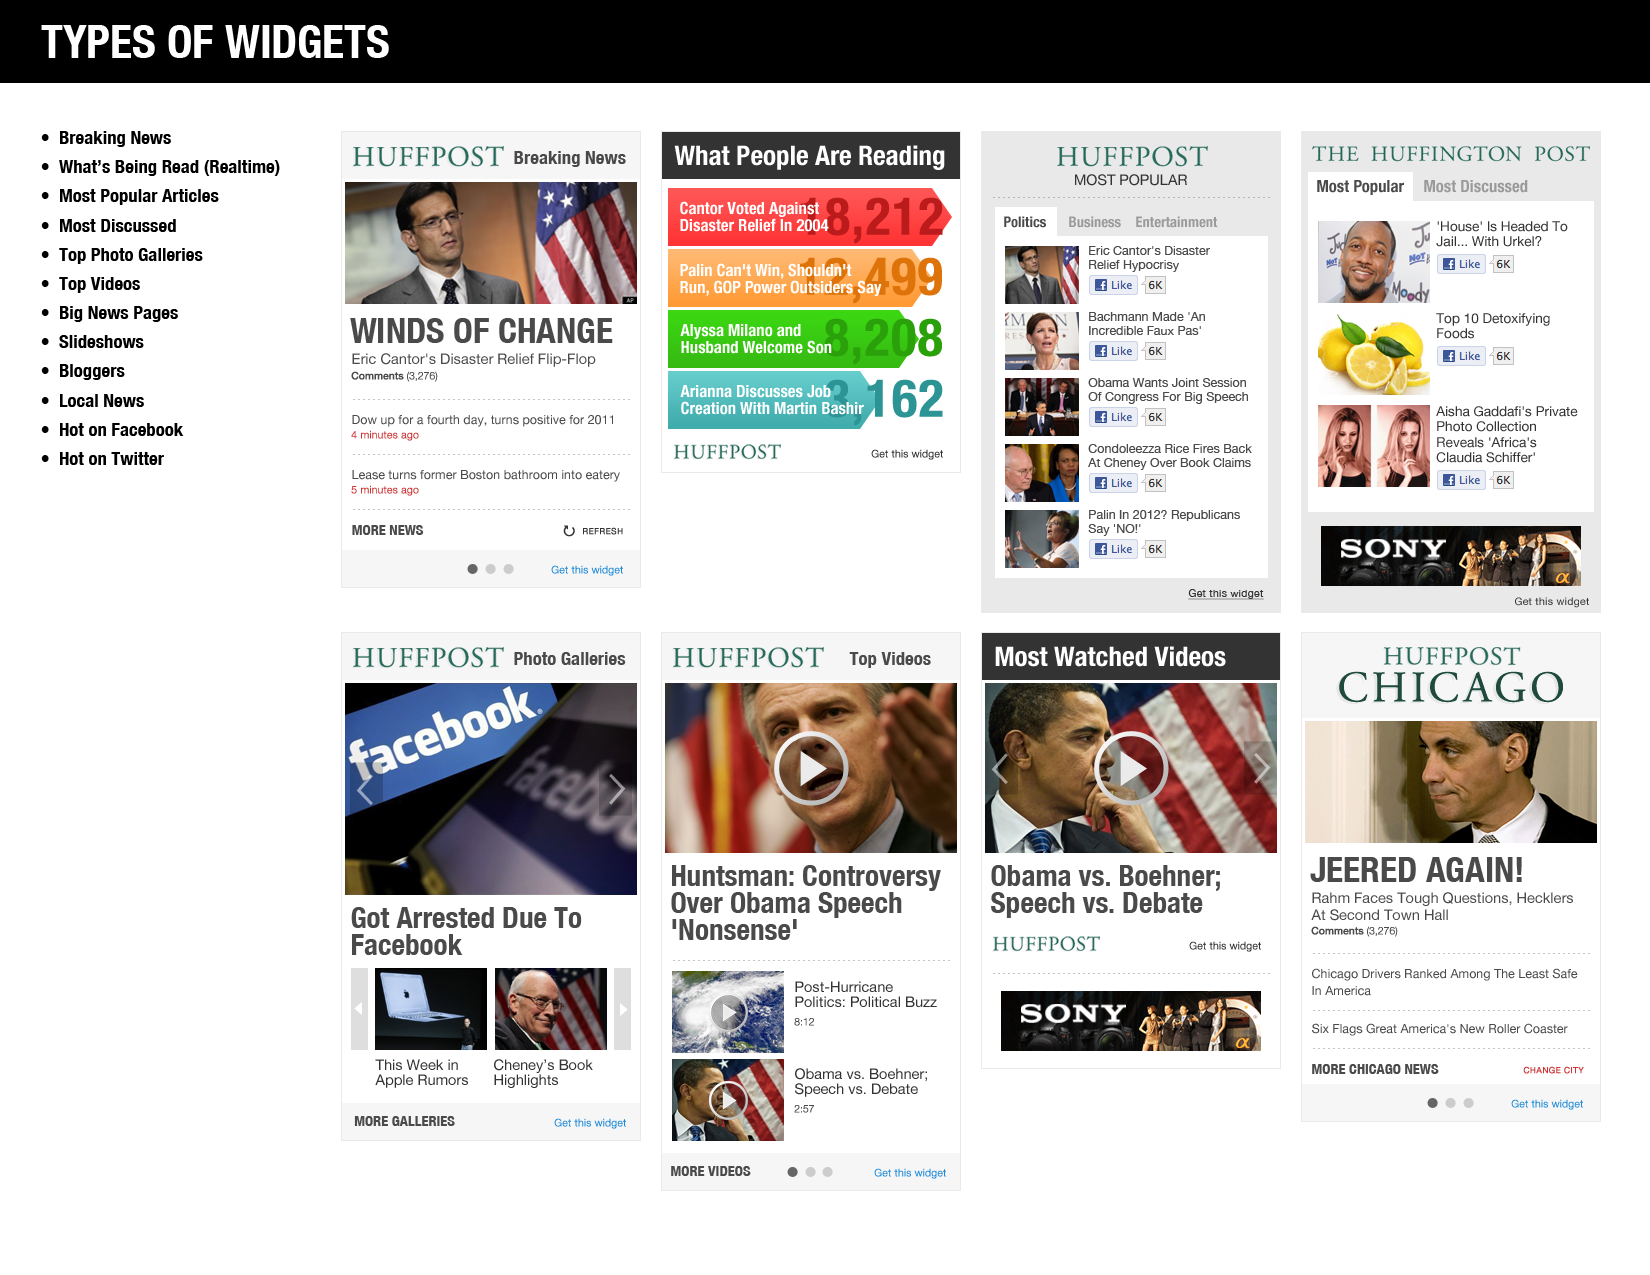 TYPES OF WIDGETS
• Breaking News
• What's Being Read (Realtime)
• Most Popular Articles
• Most Discussed
• Top Photo Galleries
• Top Videos
• Big News Pages
• Slideshows
• Bloggers
• Local News
• Hot on Facebook
• Hot on Twitter
HUFFPOST Breaking News
AP
WINDS OF CHANGE
Eric Cantor's Disaster Relief Flip-Flop
Comments (3,276)
Dow up for a fourth day, turns positive for 2011
4 minutes ago
Lease turns former Boston bathroom into eatery
5 minutes ago
MORE NEWS
REFRESH
Get this widget
What People Are Reading
Cantor Voted Against
Disaster Relief In 2004
18,212
Palin Can't Win, Shouldn't
Run, GOP Power Outsiders Say
499
Alyssa Milano and
Husband Welcome Son
8,208
Arianna Discusses Job
Creation With Martin Bashir
3,162
HUFFPOST
Get this widget
HUFFPOST
MOST POPULAR
Politics Business Entertainment
Eric Cantor's Disaster
Relief Hypocrisy
Like 6K
Bachmann Made 'An
Incredible Faux Pas'
Like 6K
Obama Wants Joint Session
Of Congress For Big Speech
Like 6K
Condoleezza Rice Fires Back
At Cheney Over Book Claims
Like 6K
Palin In 2012? Republicans
Say 'NO!'
Like 6K
Get this widget
THE HUFFINGTON POST
Most Popular Most Discussed
'House' Is Headed To
Jail... With Urkel?
Like 6K
Moody
Top 10 Detoxifying
Foods
Like 6K
Aisha Gaddafi's Private
Photo Collection
Reveals 'Africa's
Claudia Schiffer'
Like 6K
SONY
α
Get this widget
HUFFPOST Photo Galleries
facebook.
facebo
Got Arrested Due To
Facebook
This Week in
Apple Rumors
Cheney's Book
Highlights
MORE GALLERIES
Get this widget
HUFFPOST Top Videos
Huntsman: Controversy
Over Obama Speech
'Nonsense'
Post-Hurricane
Politics: Political Buzz
8:12
Obama vs. Boehner;
Speech vs. Debate
2:57
MORE VIDEOS
Get this widget
Most Watched Videos
Obama vs. Boehner;
Speech vs. Debate
HUFFPOST
Get this widget
SONY
α
HUFFPOST
CHICAGO
JEERED AGAIN!
Rahm Faces Tough Questions, Hecklers
At Second Town Hall
Comments (3,276)
Chicago Drivers Ranked Among The Least Safe
In America
Six Flags Great America's New Roller Coaster
MORE CHICAGO NEWS
CHANGE CITY
Get this widget